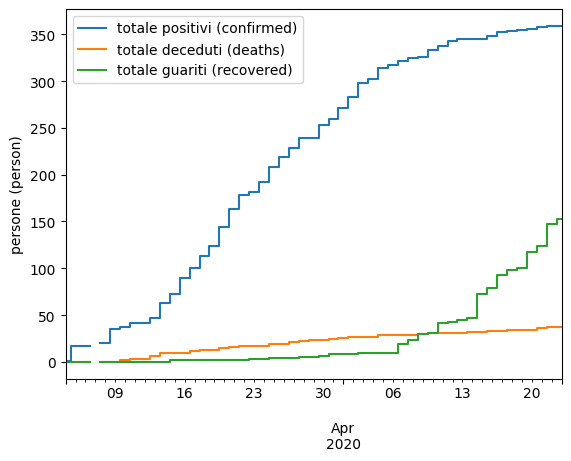 totale positivi (confirmed)
totale deceduti (deaths)
totale guariti (recovered)
persone (person)
350
300
250
200
150
100
50
0
09 16 23 30 06 13 20
Apr
2020